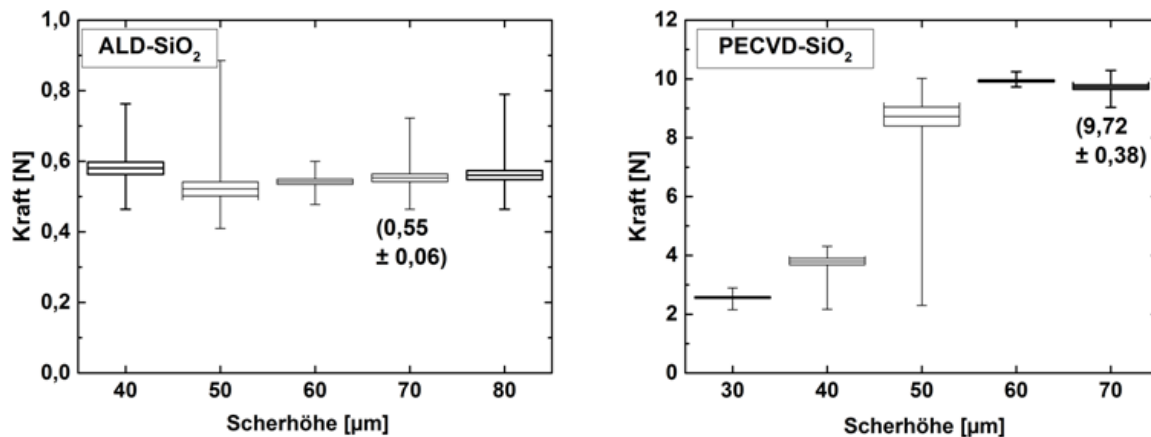 ALD-SiO₂
Kraft [N]
1,0
0,8
0,6
0,4
0,2
0,0
(0,55
± 0,06)
40 50 60 70 80
Scherhöhe [µm]
PECVD-SiO₂
Kraft [N]
12
10
8
6
4
2
0
(9,72
± 0,38)
30 40 50 60 70
Scherhöhe [µm]